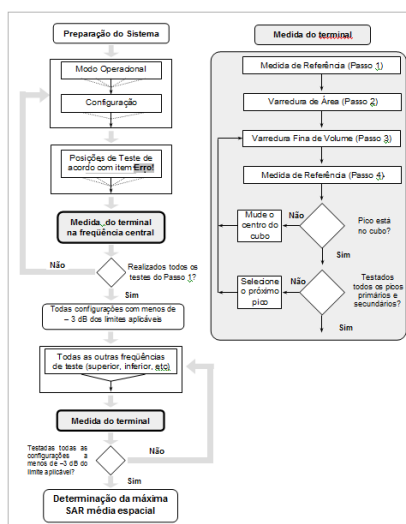 Preparação do Sistema
Modo Operacional
Configuração
Posições de Teste de
acordo com item Erro!
Medida do terminal
na freqüência central
Não
Realizados todos os
testes do Passo 1?
Sim
Todas configurações com menos de
– 3 dB dos limites aplicáveis
Todas as outras freqüências
de teste (superior, inferior, etc)
Medida do terminal
Testadas todas as
configurações a
menos de –3 dB do
limite aplicável?
Não
Sim
Determinação da máxima
SAR média espacial
Medida do terminal
Medida de Referência (Passo 1)
Varredura de Área (Passo 2)
Varredura Fina de Volume (Passo 3)
Medida de Referência (Passo 4)
Mude o
centro do
cubo
Não
Pico está
no cubo?
Sim
Selecione
o próximo
pico
Não
Testados
todos os picos
primários e
secundários?
Sim